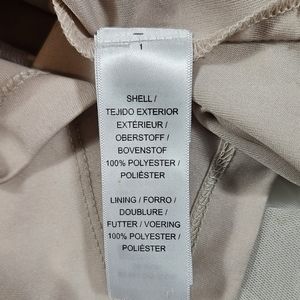 1
SHELL /
TEJIDO EXTERIOR
EXTÉRIEUR /
OBERSTOFF /
BOVENSTOF
100% POLYESTER /
POLIÉSTER
LINING / FORRO /
DOUBLURE /
FUTTER / VOERING
100% POLYESTER /
POLIÉSTER